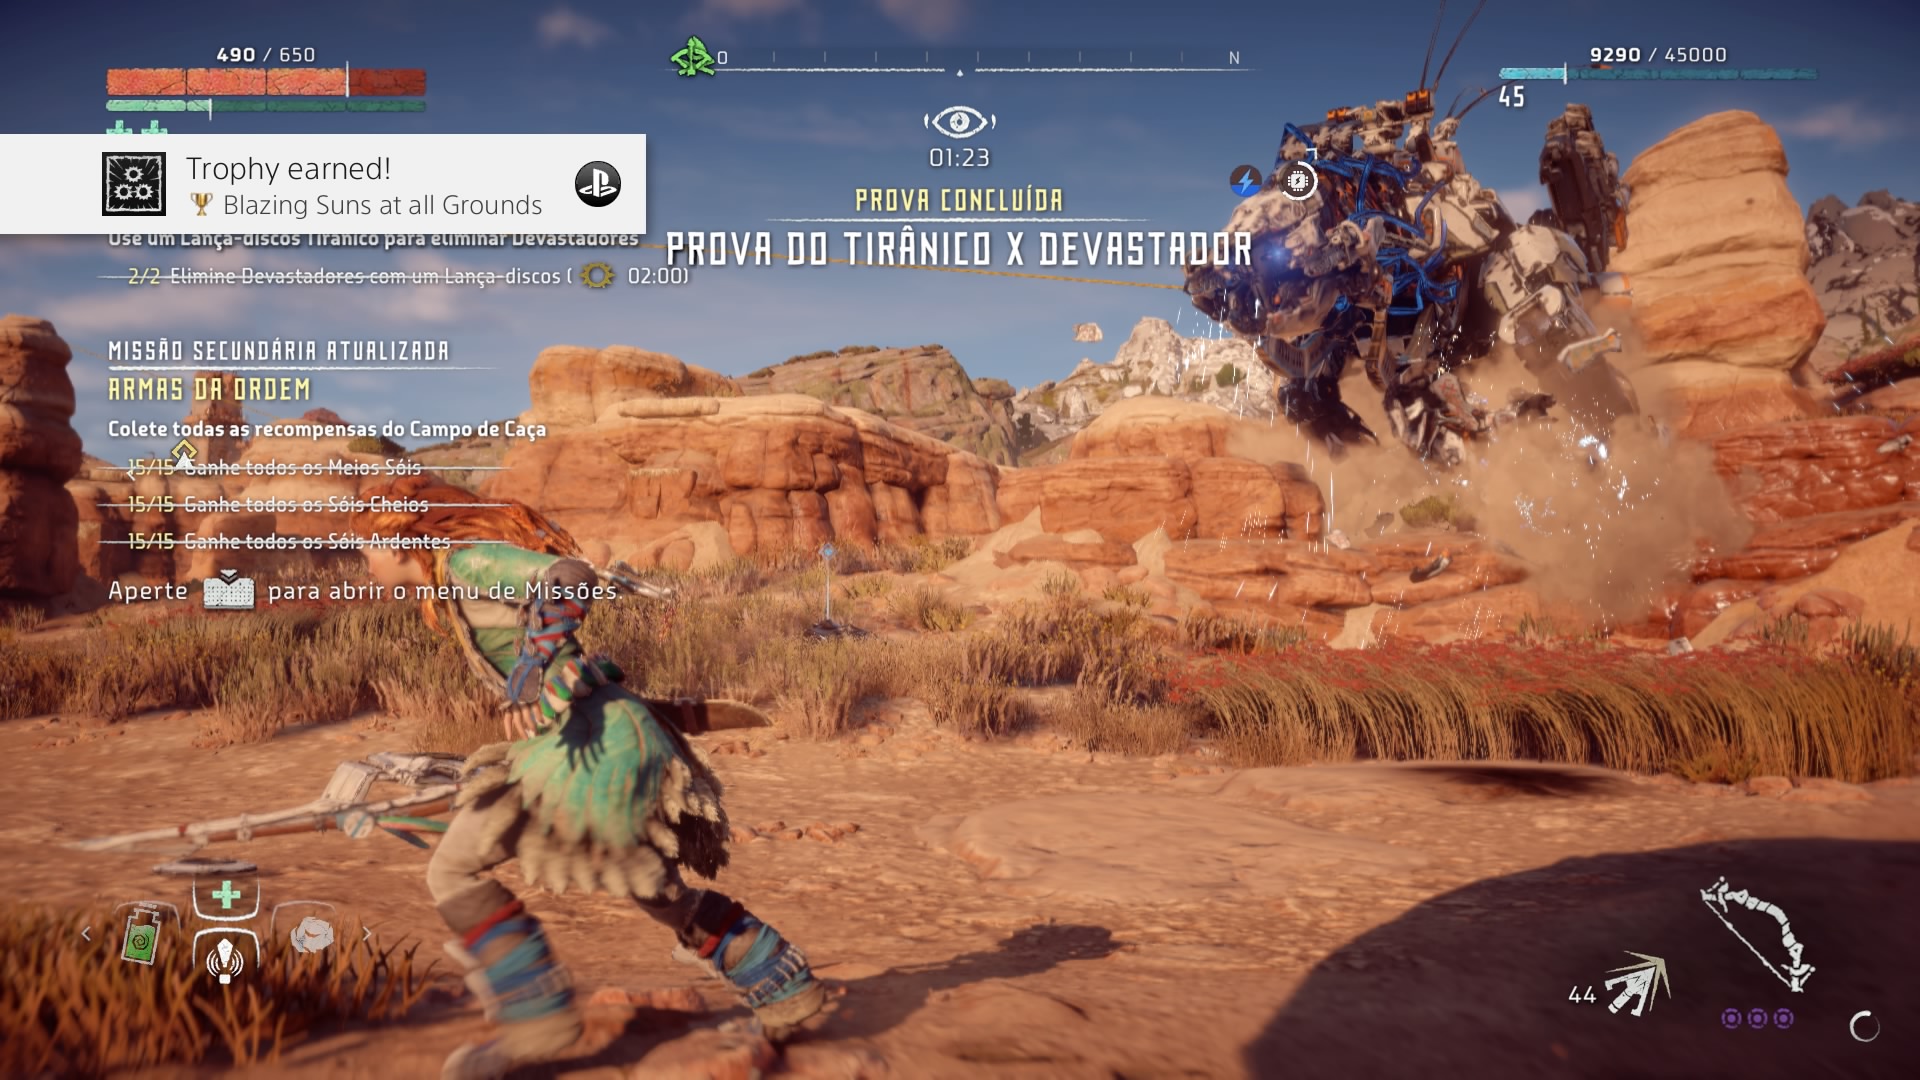 490 / 650
O
N
9290 / 45000
45
01:23
PROVA CONCLUÍDA
PROVA DO TIRÂNICO X DEVASTADOR
Trophy earned!
Blazing Suns at all Grounds
Use um Lança-discos Tirânico para eliminar Devastadores
2/2 Elimine Devastadores com um Lança-discos ( 02:00)
MISSÃO SECUNDÁRIA ATUALIZADA
ARMAS DA ORDEM
Colete todas as recompensas do Campo de Caça
15/15 Ganhe todos os Meios Sóis
15/15 Ganhe todos os Sóis Cheios
15/15 Ganhe todos os Sóis Ardentes
Aperte para abrir o menu de Missões.
44